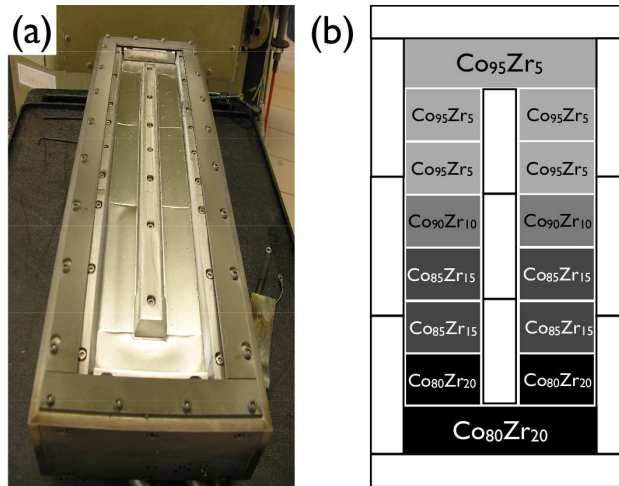 (a)
(b)
Co₉₅Zr₅
Co₉₅Zr₅ Co₉₅Zr₅
Co₉₅Zr₅ Co₉₅Zr₅
Co₉₀Zr₁₀ Co₉₀Zr₁₀
Co₈₅Zr₁₅ Co₈₅Zr₁₅
Co₈₅Zr₁₅ Co₈₅Zr₁₅
Co₈₀Zr₂₀ Co₈₀Zr₂₀
Co₈₀Zr₂₀